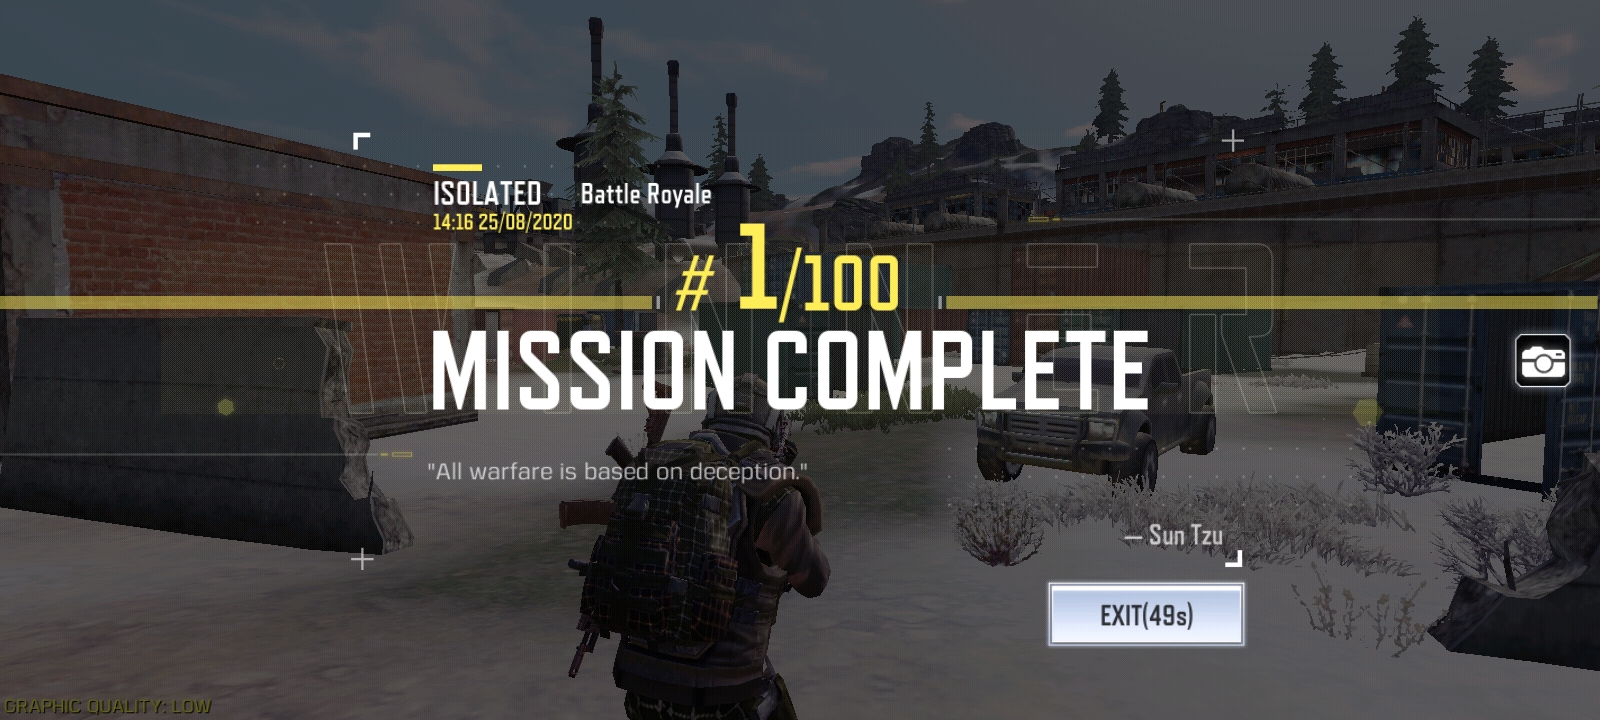 ISOLATED Battle Royale
14:16 25/08/2020
# 1/100
WINNER
MISSION COMPLETE
"All warfare is based on deception."
— Sun Tzu
EXIT(49s)
GRAPHIC QUALITY: LOW